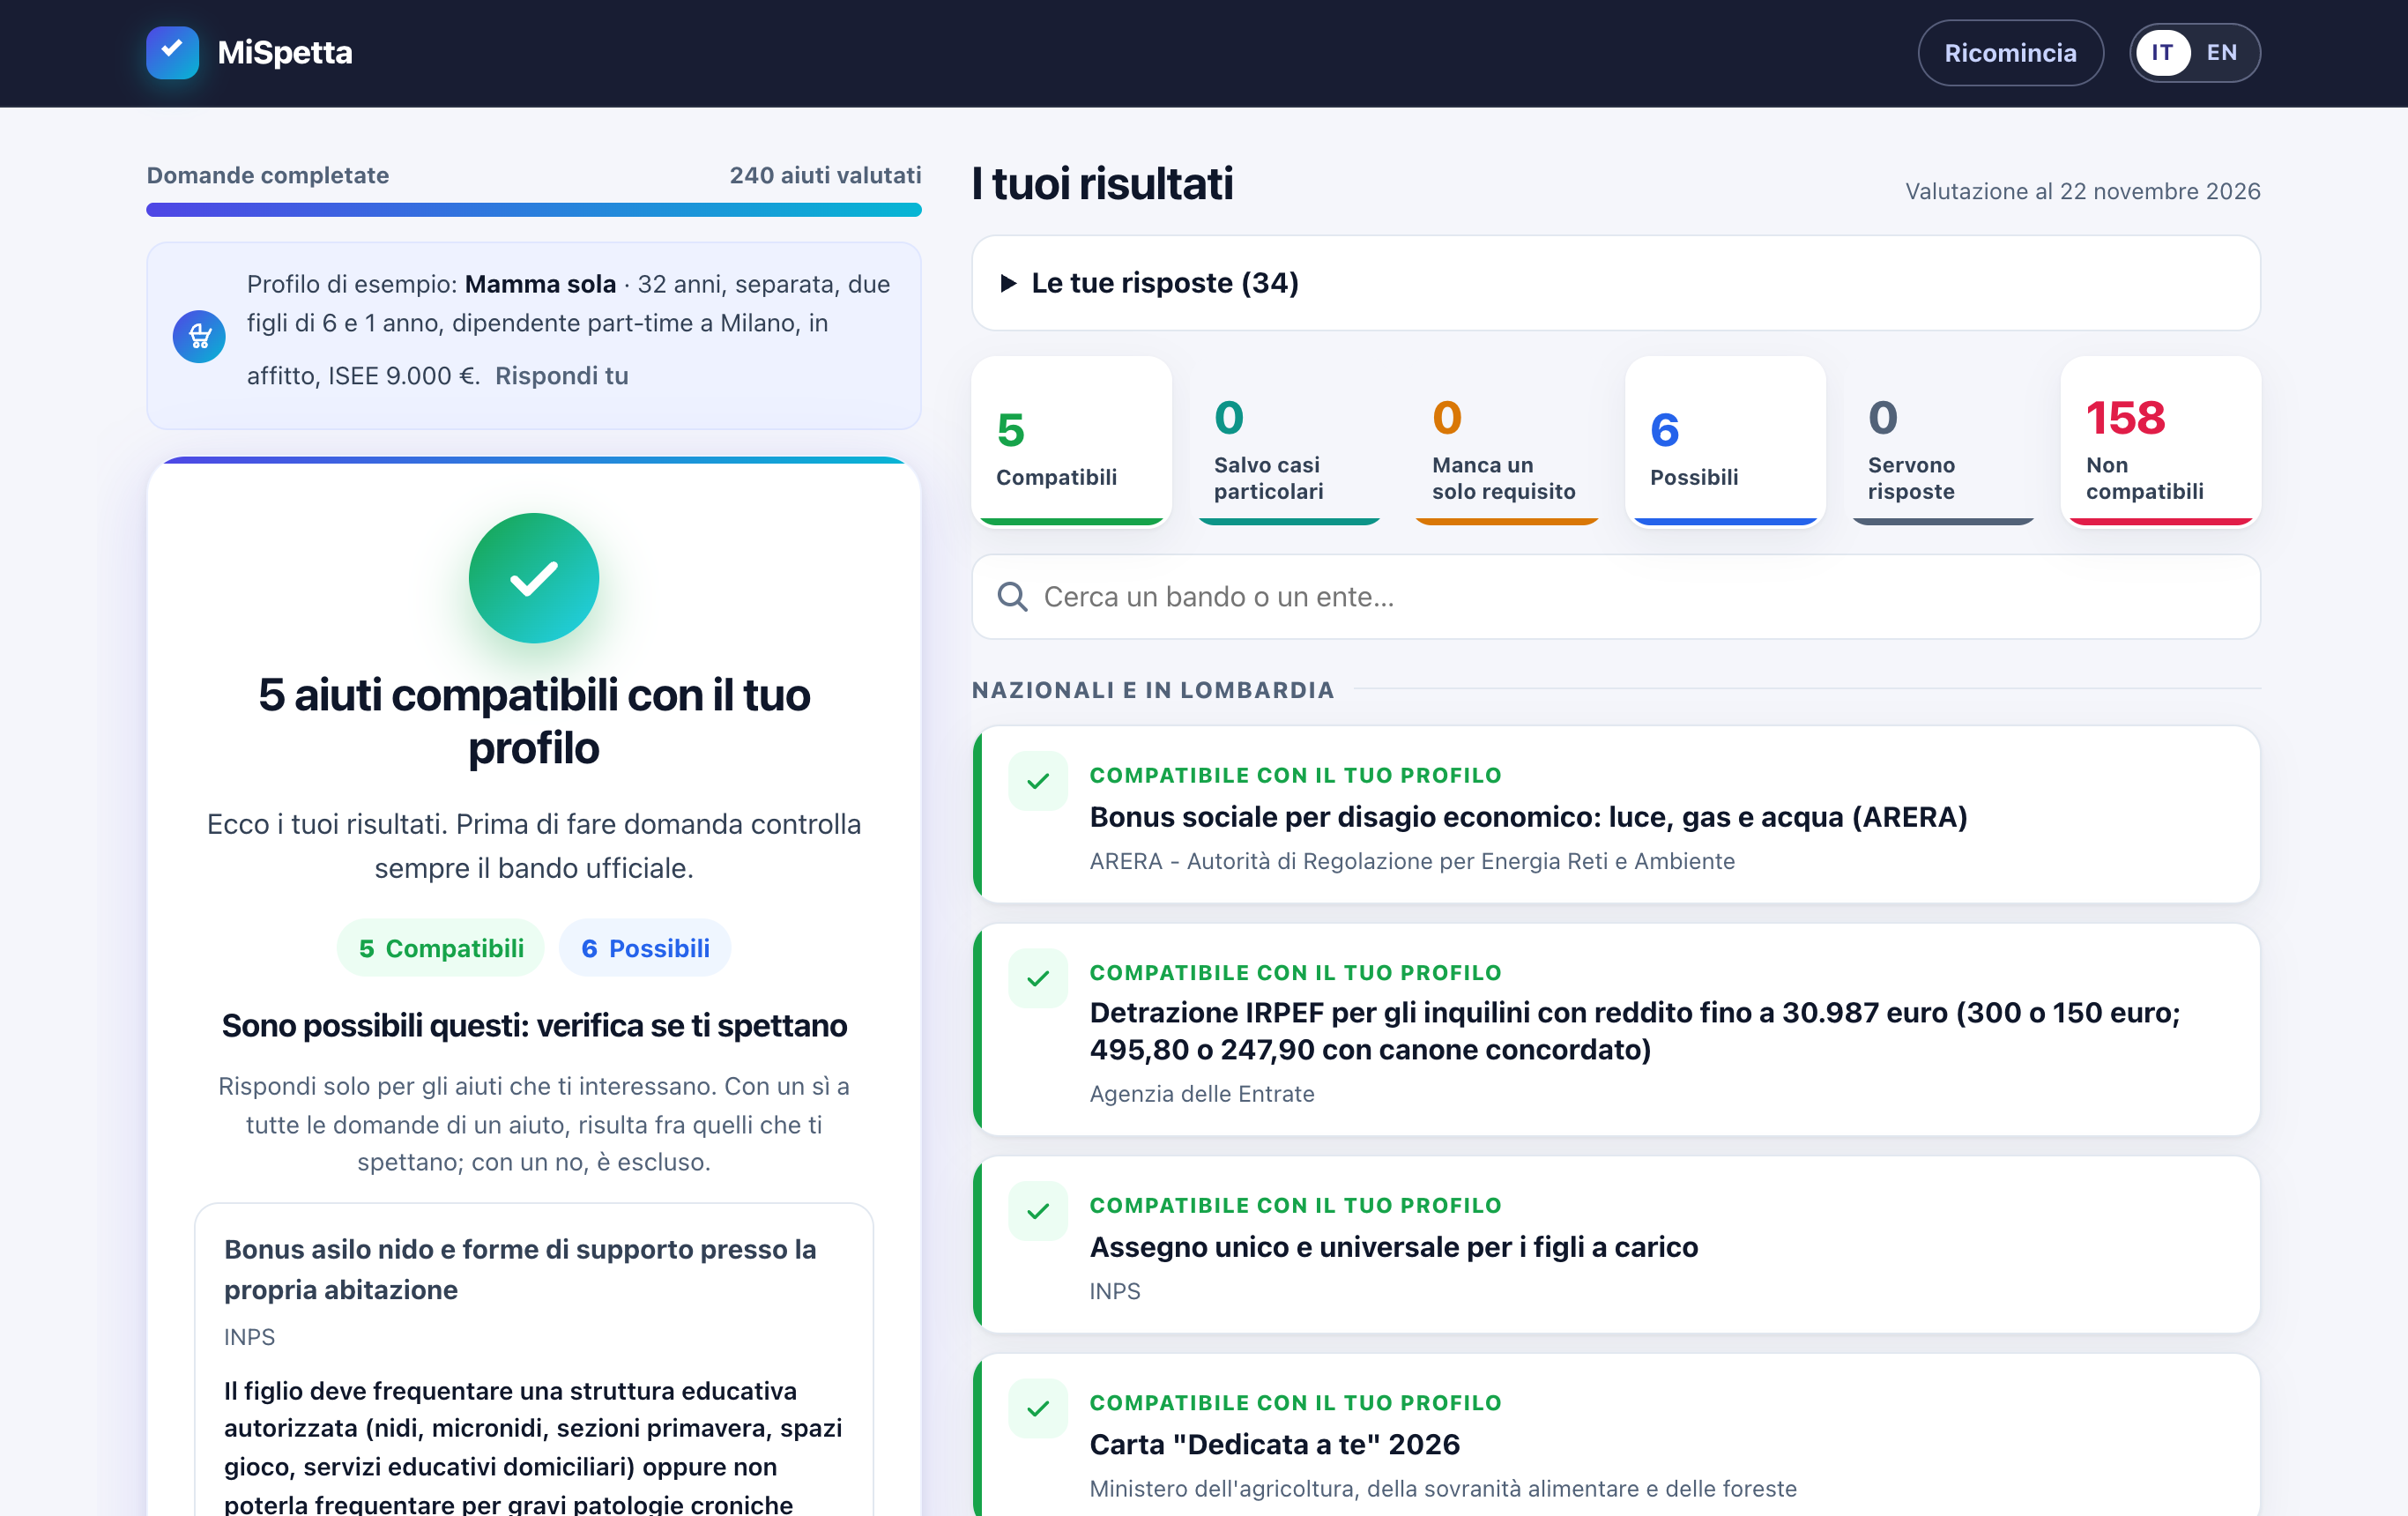 MiSpetta
Ricomincia
IT
EN
Domande completate
240 aiuti valutati
Profilo di esempio: Mamma sola · 32 anni, separata, due
figli di 6 e 1 anno, dipendente part-time a Milano, in
affitto, ISEE 9.000 €. Rispondi tu
5 aiuti compatibili con il tuo
profilo
Ecco i tuoi risultati. Prima di fare domanda controlla
sempre il bando ufficiale.
5 Compatibili
6 Possibili
Sono possibili questi: verifica se ti spettano
Rispondi solo per gli aiuti che ti interessano. Con un sì a
tutte le domande di un aiuto, risulta fra quelli che ti
spettano; con un no, è escluso.
Bonus asilo nido e forme di supporto presso la
propria abitazione
INPS
Il figlio deve frequentare una struttura educativa
autorizzata (nidi, micronidi, sezioni primavera, spazi
gioco, servizi educativi domiciliari) oppure non
poterla frequentare per gravi patologie croniche
I tuoi risultati
Valutazione al 22 novembre 2026
Le tue risposte (34)
5
Compatibili
0
Salvo casi
particolari
0
Manca un
solo requisito
6
Possibili
0
Servono
risposte
158
Non
compatibili
Cerca un bando o un ente...
NAZIONALI E IN LOMBARDIA
COMPATIBILE CON IL TUO PROFILO
Bonus sociale per disagio economico: luce, gas e acqua (ARERA)
ARERA - Autorità di Regolazione per Energia Reti e Ambiente
COMPATIBILE CON IL TUO PROFILO
Detrazione IRPEF per gli inquilini con reddito fino a 30.987 euro (300 o 150 euro;
495,80 o 247,90 con canone concordato)
Agenzia delle Entrate
COMPATIBILE CON IL TUO PROFILO
Assegno unico e universale per i figli a carico
INPS
COMPATIBILE CON IL TUO PROFILO
Carta "Dedicata a te" 2026
Ministero dell'agricoltura, della sovranità alimentare e delle foreste